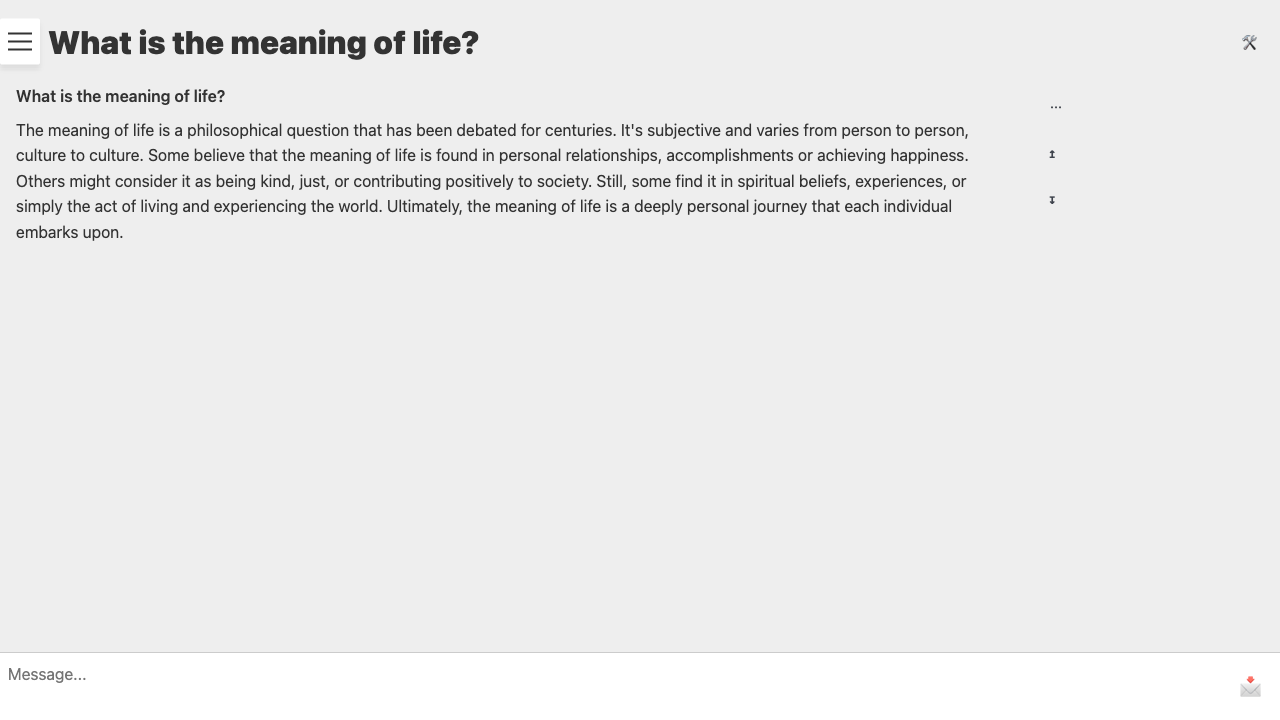 What is the meaning of life?
What is the meaning of life?
...
The meaning of life is a philosophical question that has been debated for centuries. It's subjective and varies from person to person,
culture to culture. Some believe that the meaning of life is found in personal relationships, accomplishments or achieving happiness.
Others might consider it as being kind, just, or contributing positively to society. Still, some find it in spiritual beliefs, experiences, or
simply the act of living and experiencing the world. Ultimately, the meaning of life is a deeply personal journey that each individual
embarks upon.
Message...